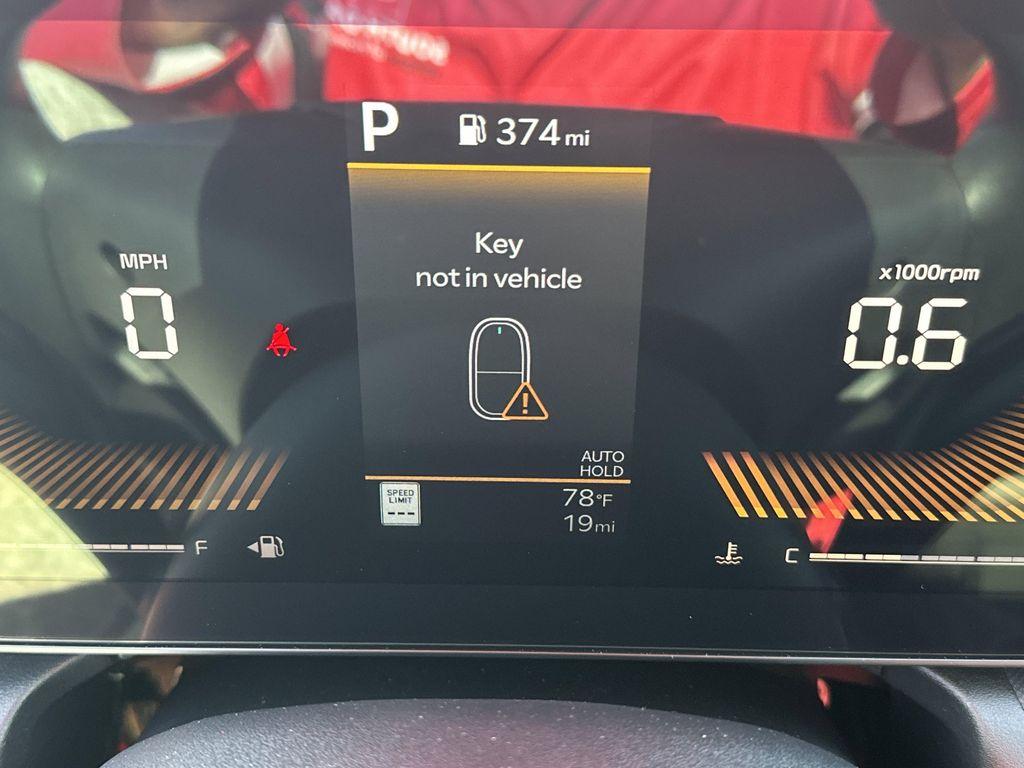 P
374 mi
Key
not in vehicle
MPH
0
x1000rpm
0.6
AUTO
HOLD
SPEED
LIMIT
---
78°F
19mi
F
C